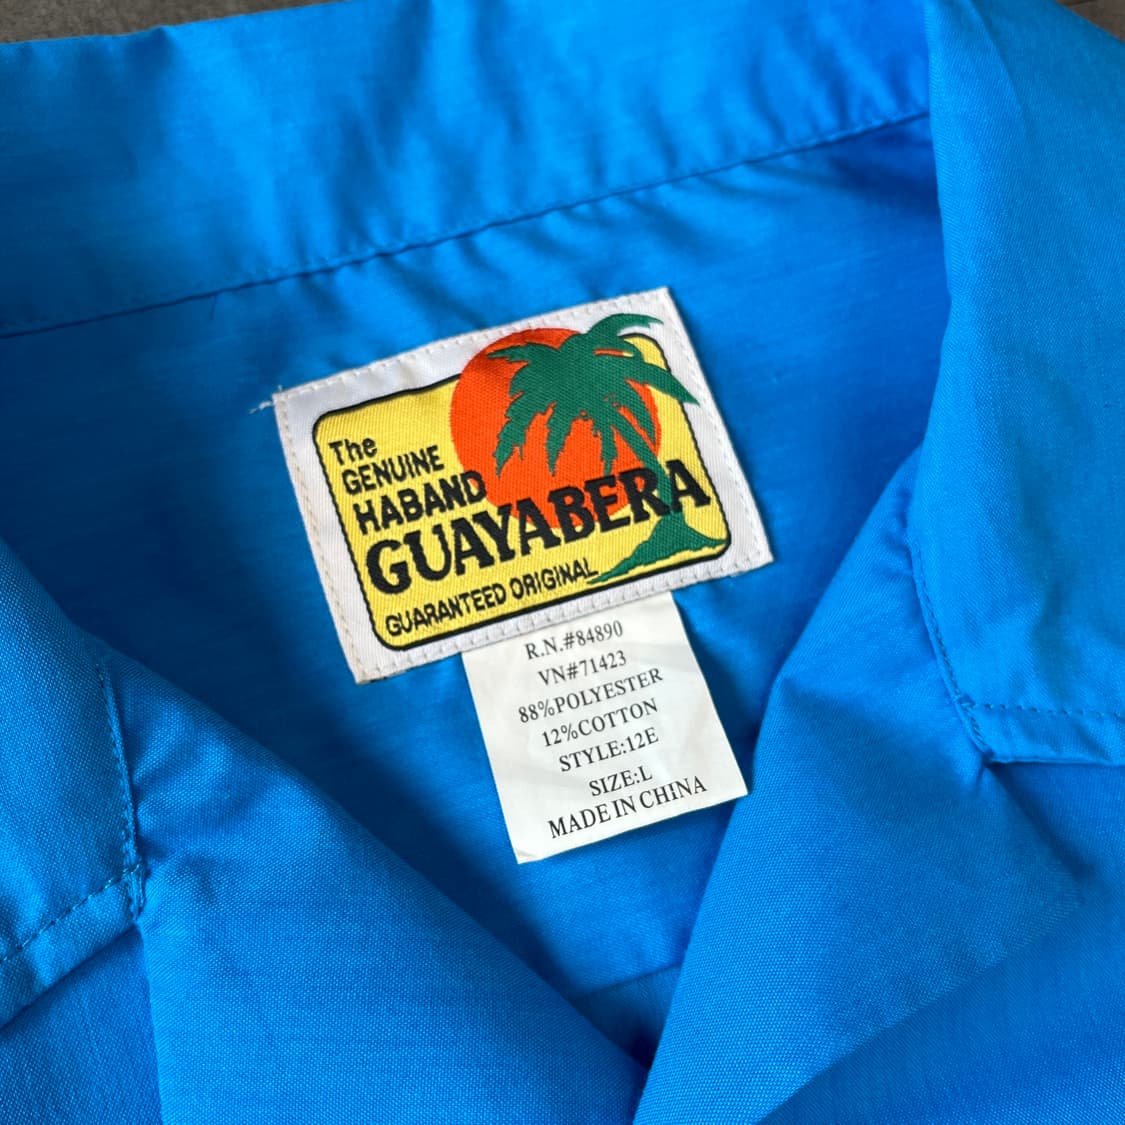 The
GENUINE
HABAND
GUAYABERA
GUARANTEED ORIGINAL
R.N.#84890
VN#71423
88%POLYESTER
12%COTTON
STYLE:12E
SIZE:L
MADE IN CHINA